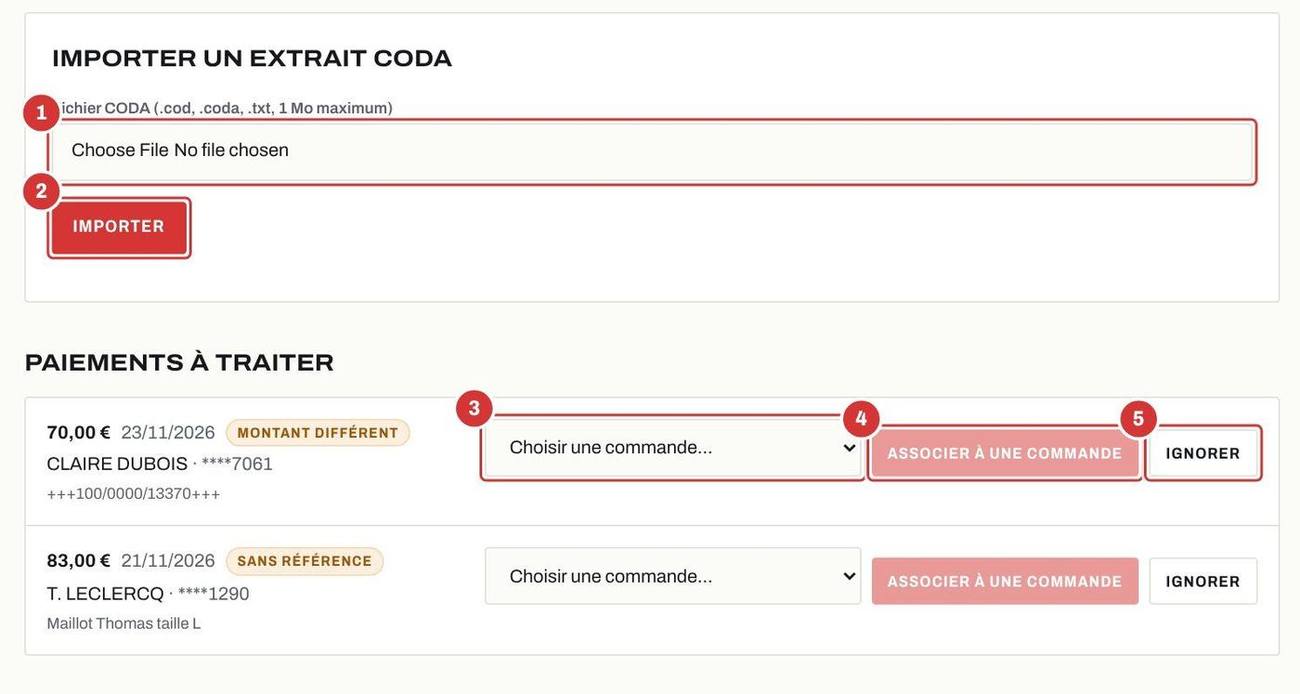 IMPORTER UN EXTRAIT CODA
1 ichier CODA (.cod, .coda, .txt, 1 Mo maximum)
Choose File No file chosen
2
IMPORTER
PAIEMENTS À TRAITER
3 4 5
70,00 € 23/11/2026 MONTANT DIFFÉRENT Choisir une commande... ASSOCIER À UNE COMMANDE IGNORER
CLAIRE DUBOIS · ****7061
+++100/0000/13370+++
83,00 € 21/11/2026 SANS RÉFÉRENCE Choisir une commande... ASSOCIER À UNE COMMANDE IGNORER
T. LECLERCQ · ****1290
Maillot Thomas taille L